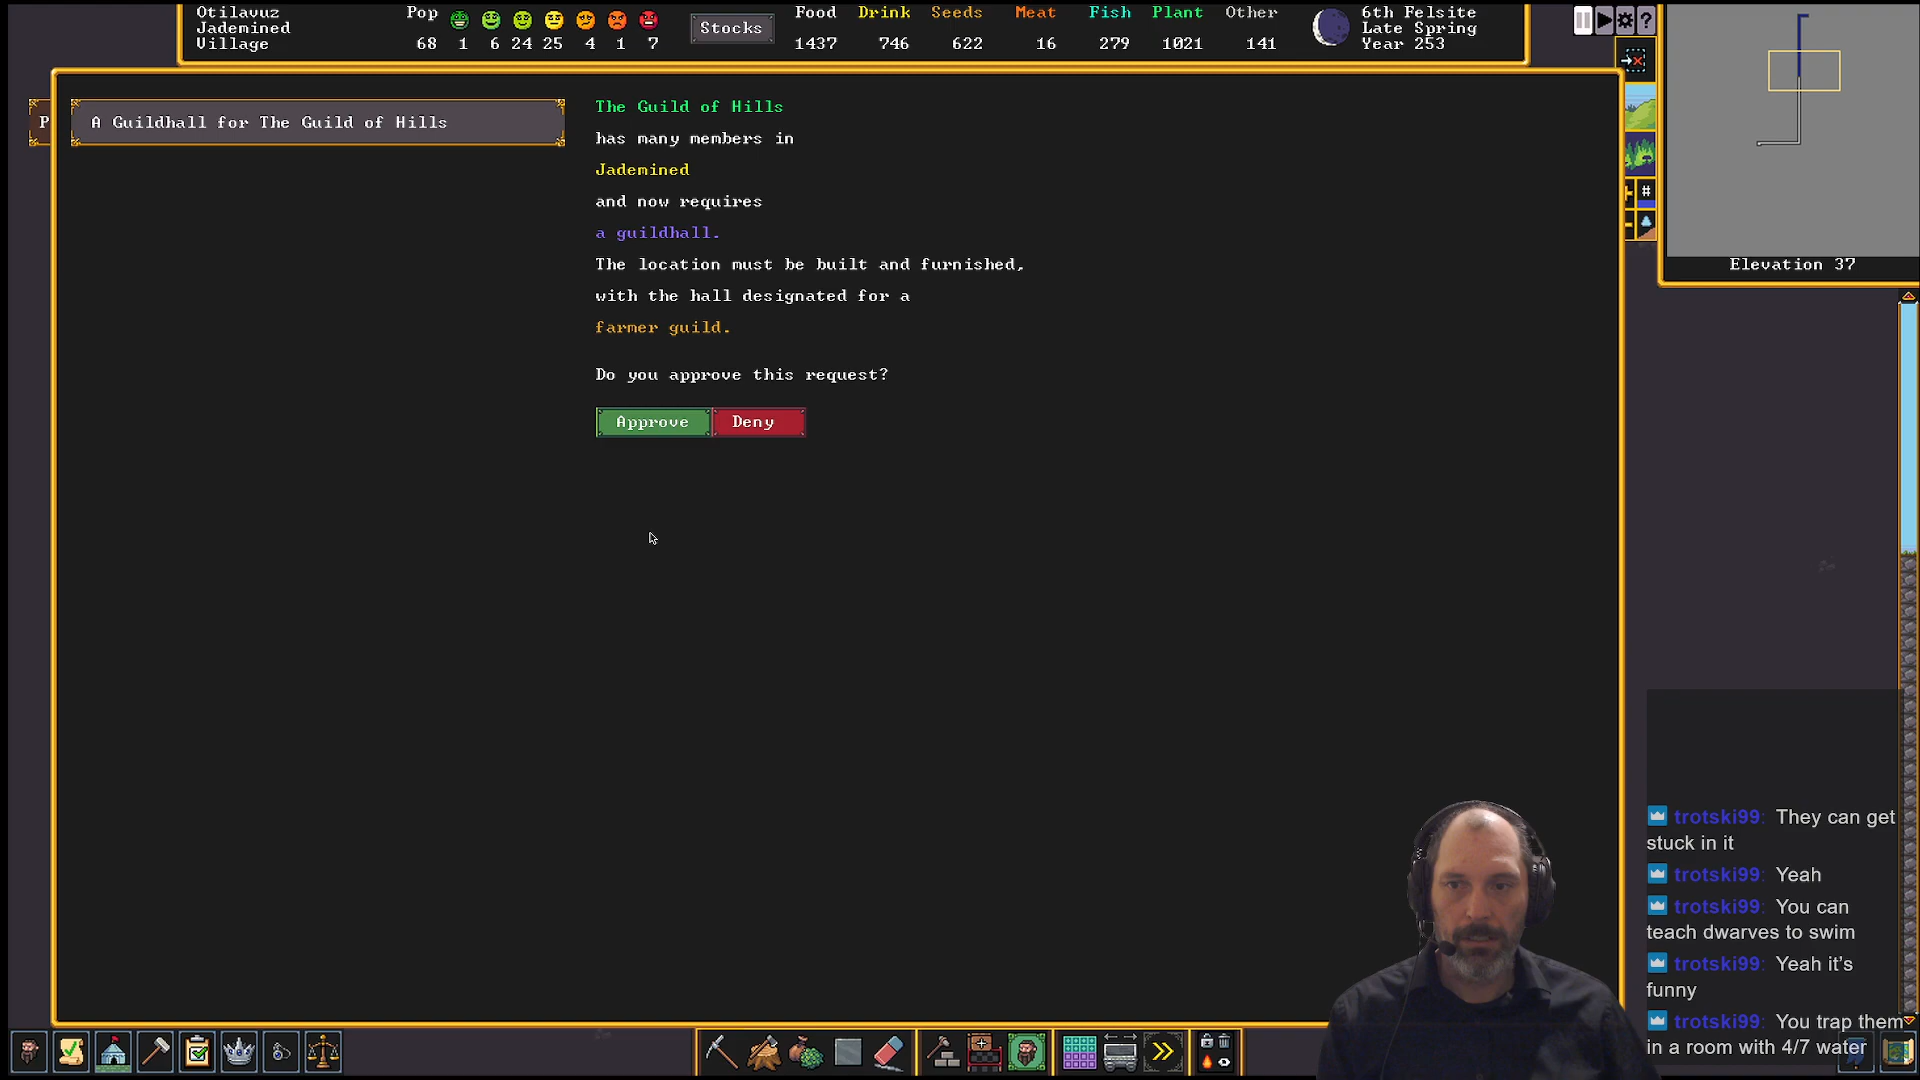 Otilavuz
Jademined
Village
Pop
68 1 6 24 25 4 1 7
Stocks
Food Drink Seeds Meat Fish Plant Other
1437 746 622 16 279 1021 141
6th Felsite
Late Spring
Year 253
?
#
Elevation 37
P
A Guildhall for The Guild of Hills
The Guild of Hills
has many members in
Jademined
and now requires
a guildhall.
The location must be built and furnished,
with the hall designated for a
farmer guild.
Do you approve this request?
Approve Deny
trotski99: They can get
stuck in it
trotski99: Yeah
trotski99: You can
teach dwarves to swim
trotski99: Yeah it's
funny
trotski99: You trap them
in a room with 4/7 water